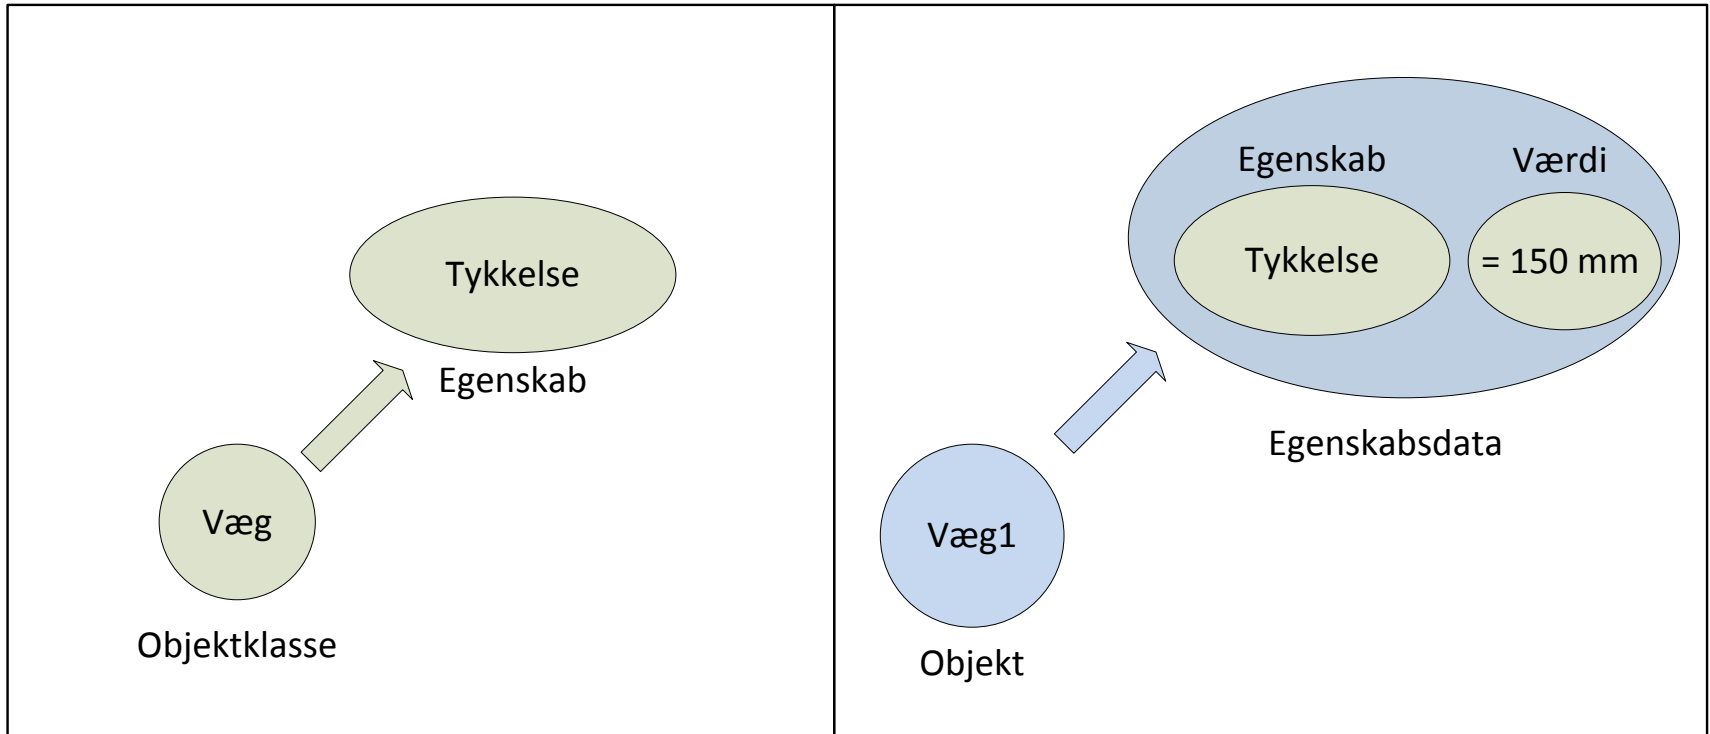 Tykkelse
Egenskab
Væg
Objektklasse
Egenskab
Værdi
Tykkelse
= 150 mm
Egenskabsdata
Væg1
Objekt